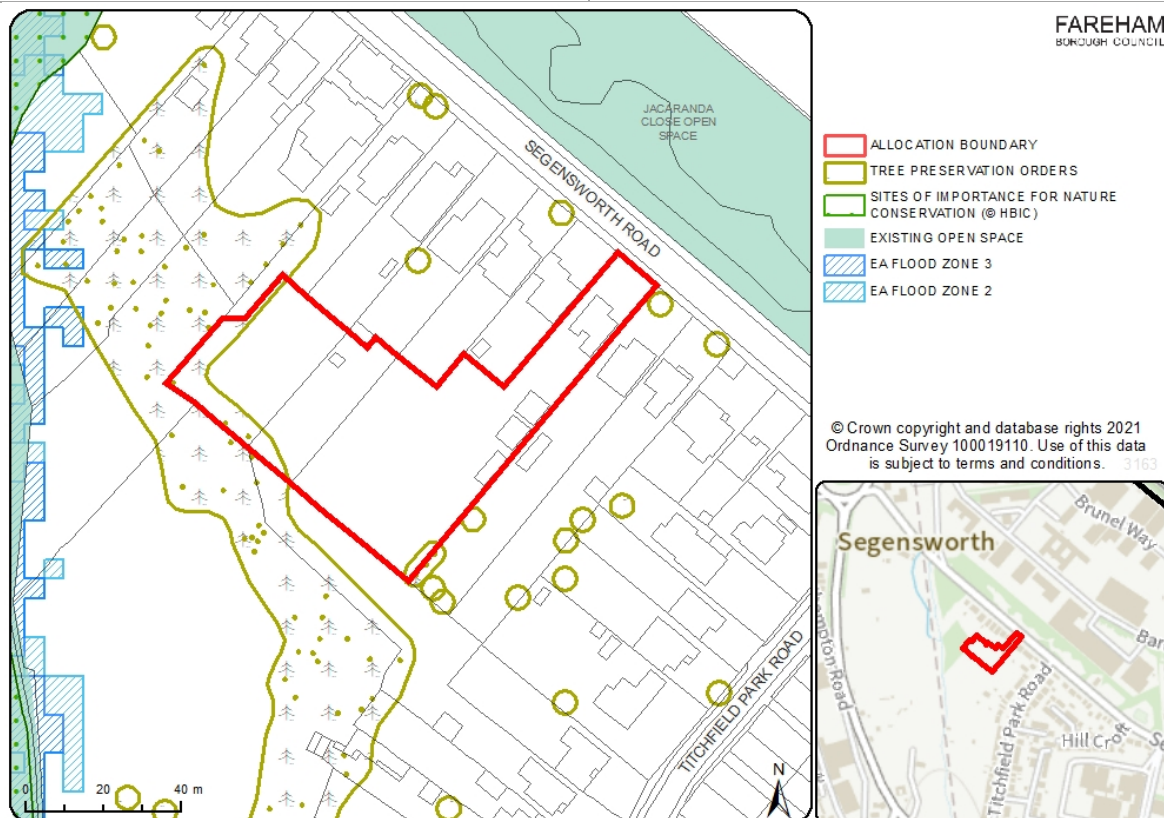 FAREHAM
BOROUGH COUNCIL
JACARANDA
CLOSE OPEN
SPACE
SEGENSWORTH ROAD
TITCHFIELD PARK ROAD
0 20 40 m
N
ALLOCATION BOUNDARY
TREE PRESERVATION ORDERS
SITES OF IMPORTANCE FOR NATURE
CONSERVATION (© HBIC)
EXISTING OPEN SPACE
EA FLOOD ZONE 3
EA FLOOD ZONE 2
© Crown copyright and database rights 2021
Ordnance Survey 100019110. Use of this data
is subject to terms and conditions. 3163
Segensworth
Brunel Way
Titchfield Park Road
Hill Croft